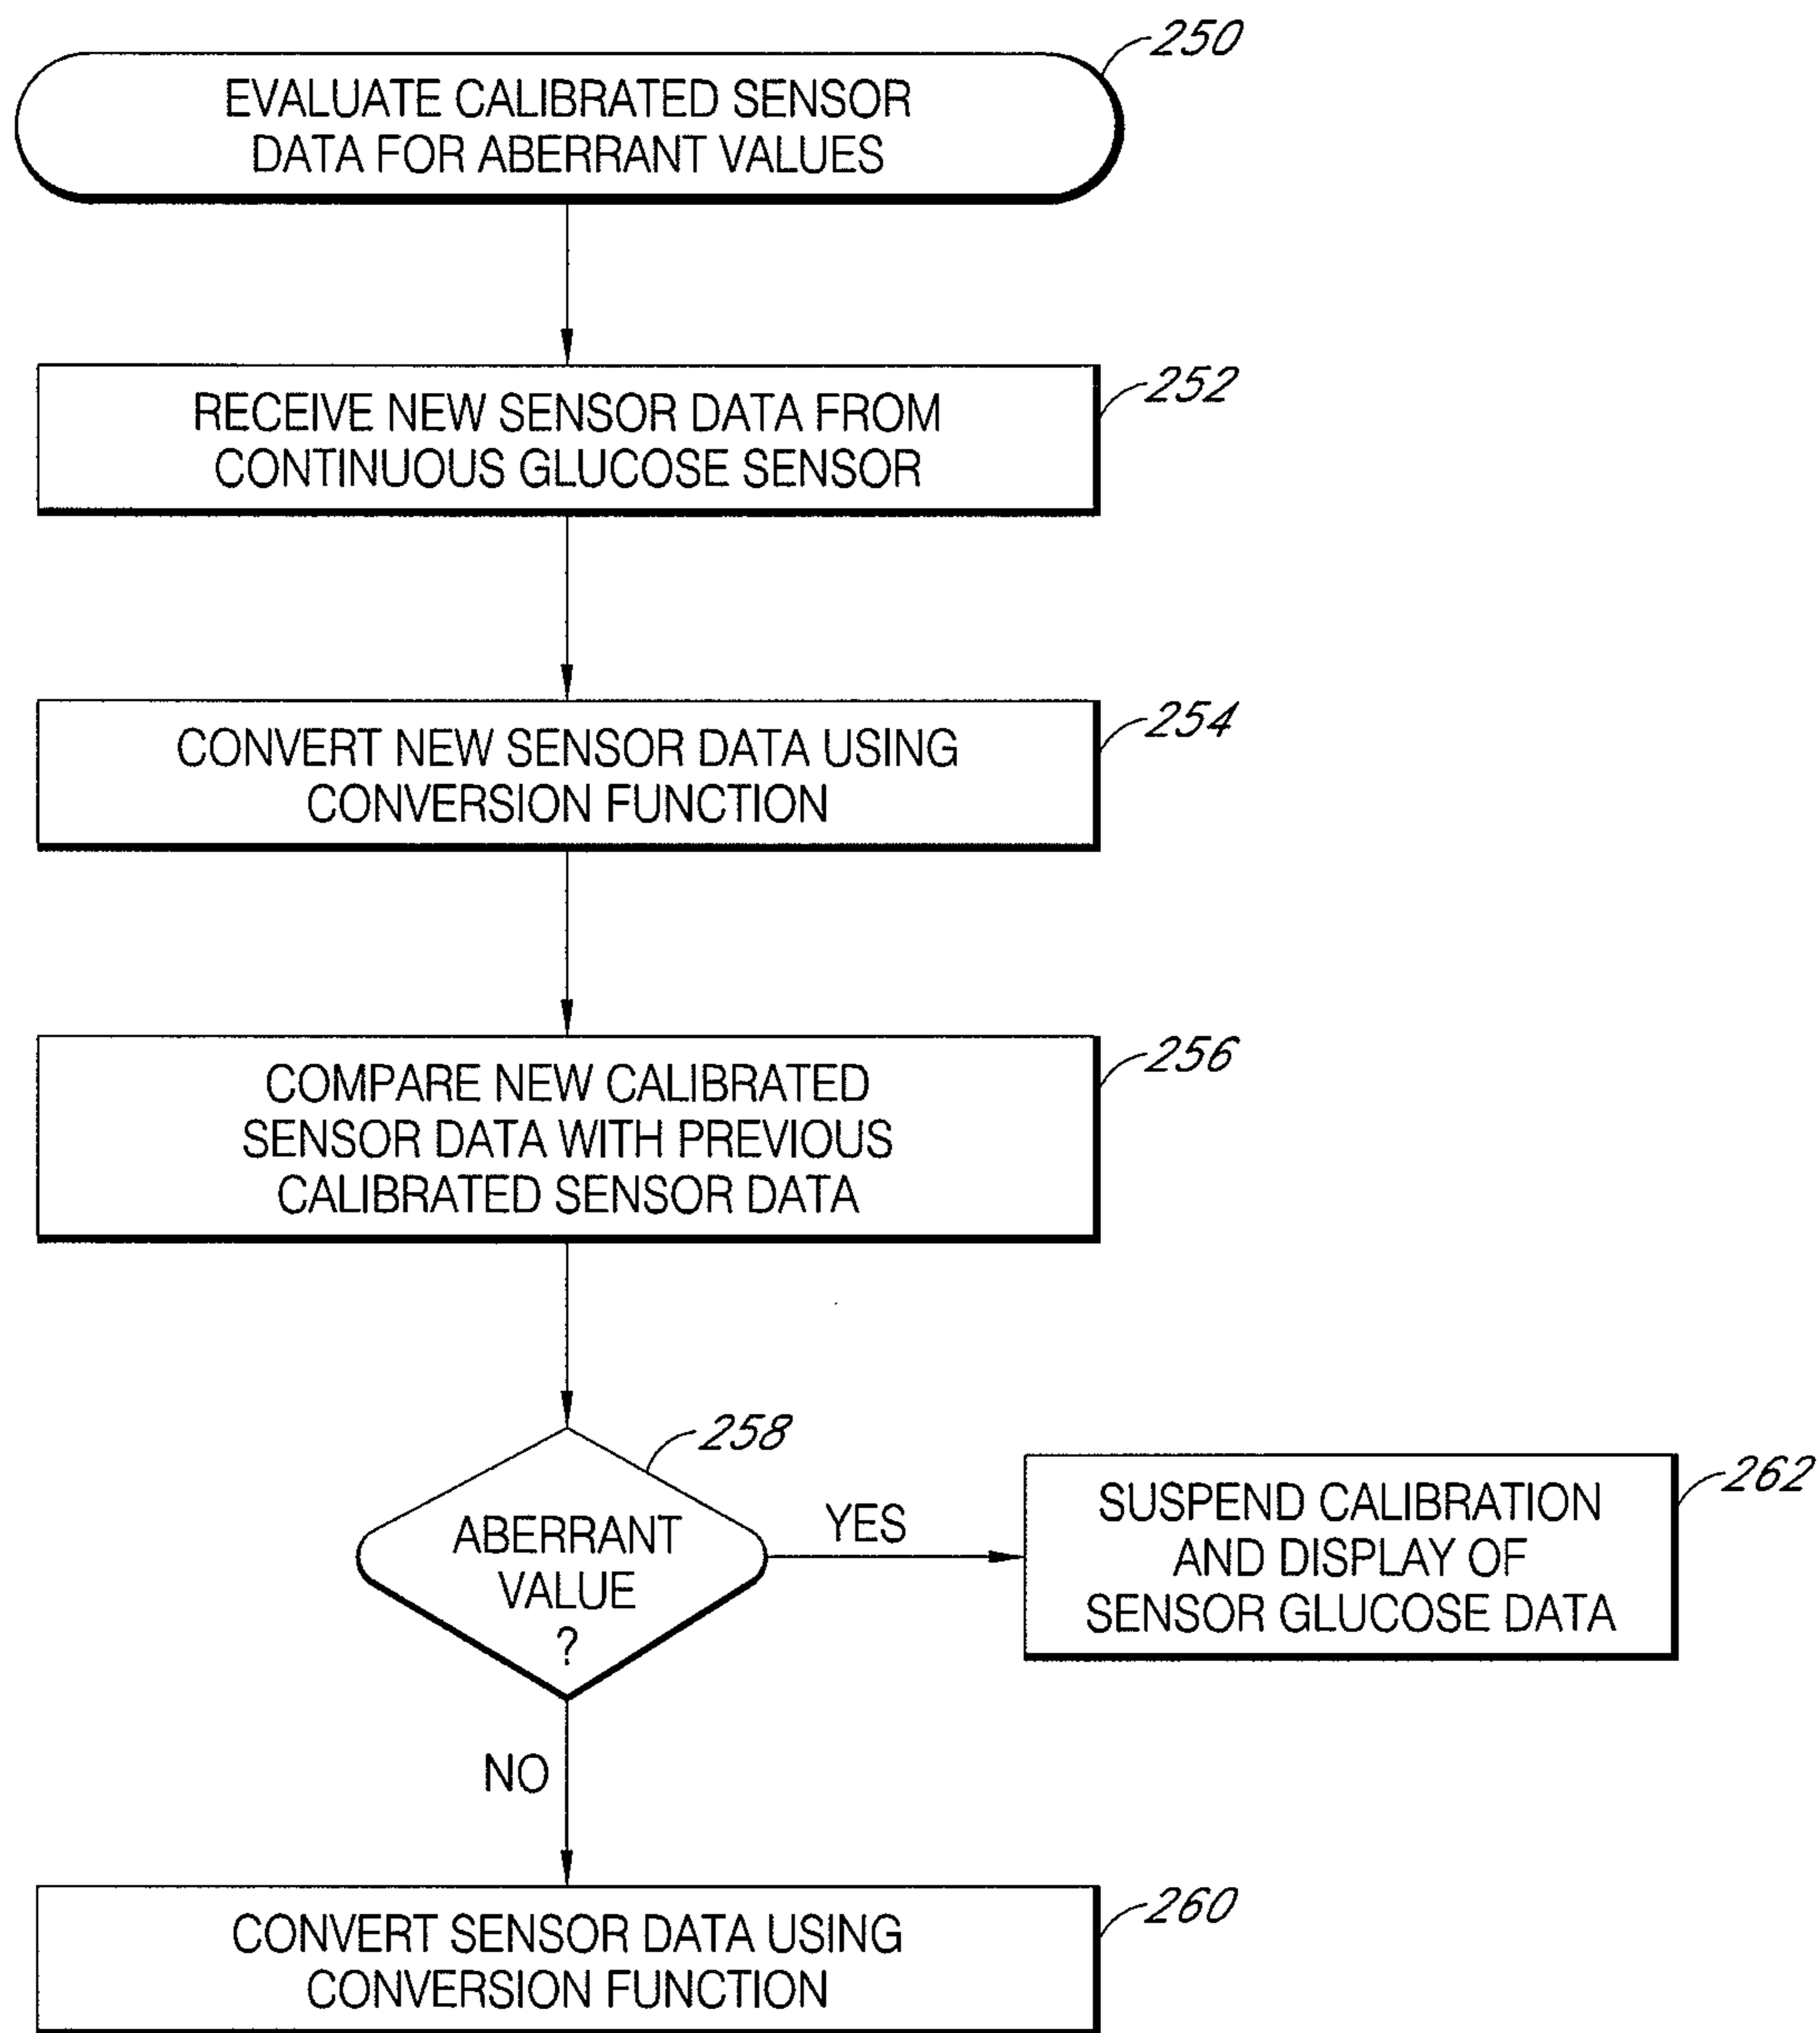 250
EVALUATE CALIBRATED SENSOR
DATA FOR ABERRANT VALUES
252
RECEIVE NEW SENSOR DATA FROM
CONTINUOUS GLUCOSE SENSOR
254
CONVERT NEW SENSOR DATA USING
CONVERSION FUNCTION
256
COMPARE NEW CALIBRATED
SENSOR DATA WITH PREVIOUS
CALIBRATED SENSOR DATA
258
ABERRANT
VALUE
?
YES
262
SUSPEND CALIBRATION
AND DISPLAY OF
SENSOR GLUCOSE DATA
NO
260
CONVERT SENSOR DATA USING
CONVERSION FUNCTION